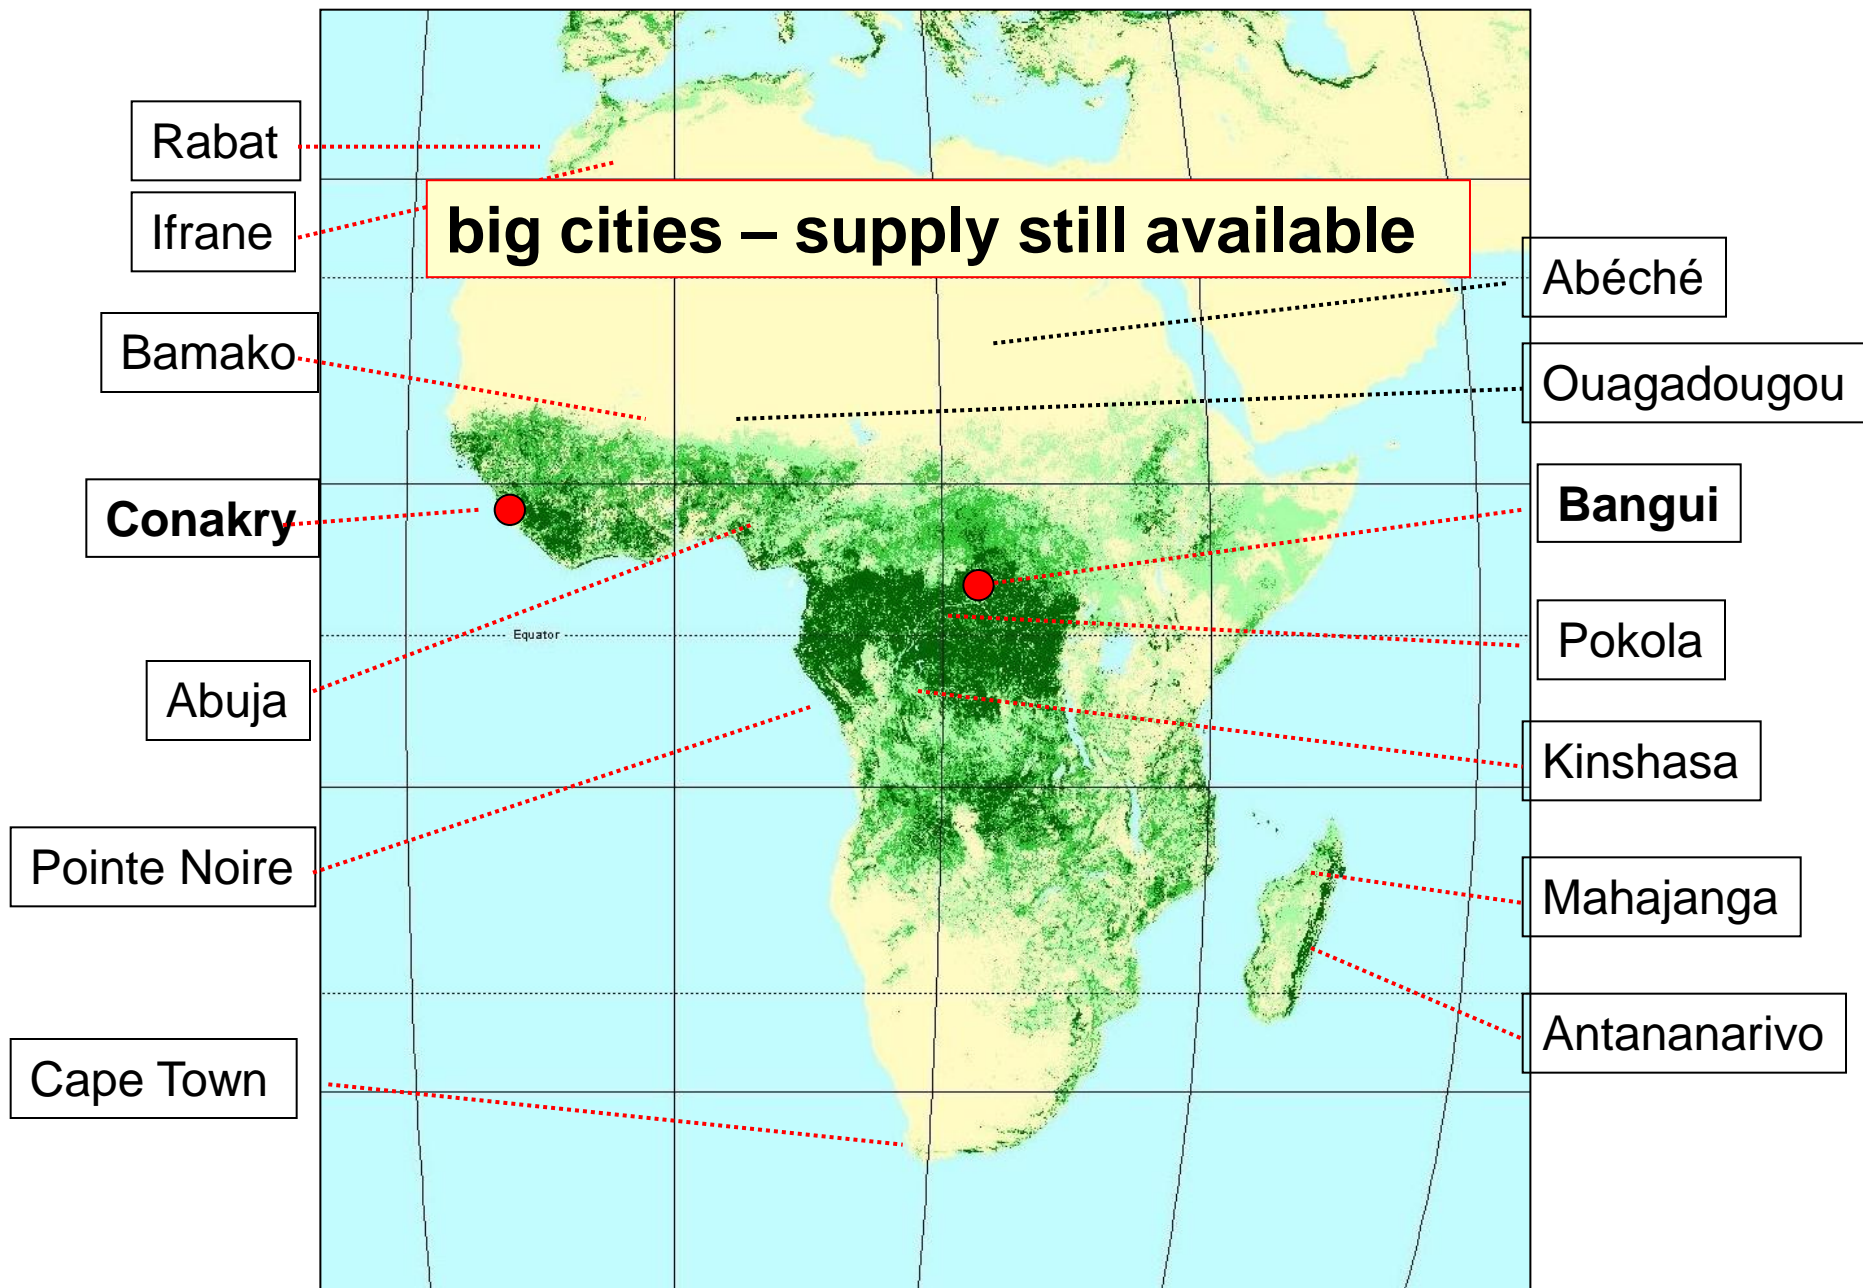 Rabat
Ifrane
big cities – supply still available
Abéché
Bamako
Ouagadougou
Conakry
Bangui
Equator
Pokola
Abuja
Kinshasa
Pointe Noire
Mahajanga
Antananarivo
Cape Town